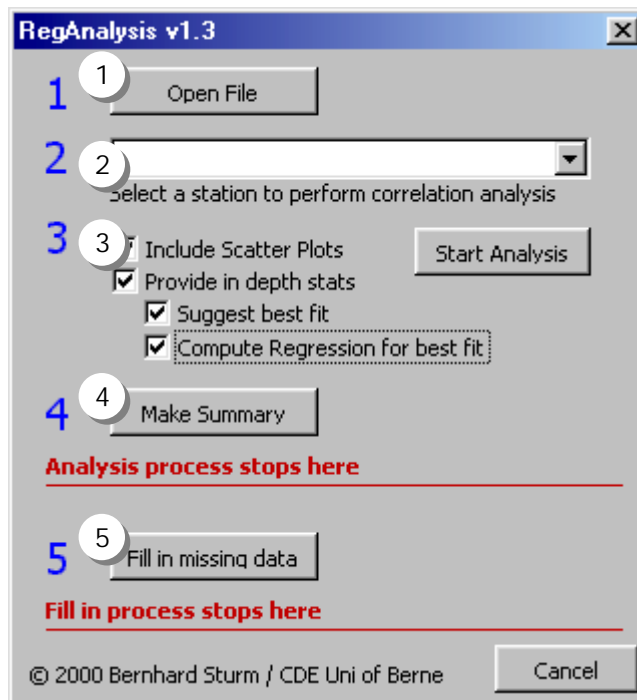 RegAnalysis v1.3
1 1 Open File
2 2
Select a station to perform correlation analysis
3 3 Include Scatter Plots Start Analysis
Provide in depth stats
Suggest best fit
Compute Regression for best fit
4 4 Make Summary
Analysis process stops here
5 5 Fill in missing data
Fill in process stops here
© 2000 Bernhard Sturm / CDE Uni of Berne Cancel